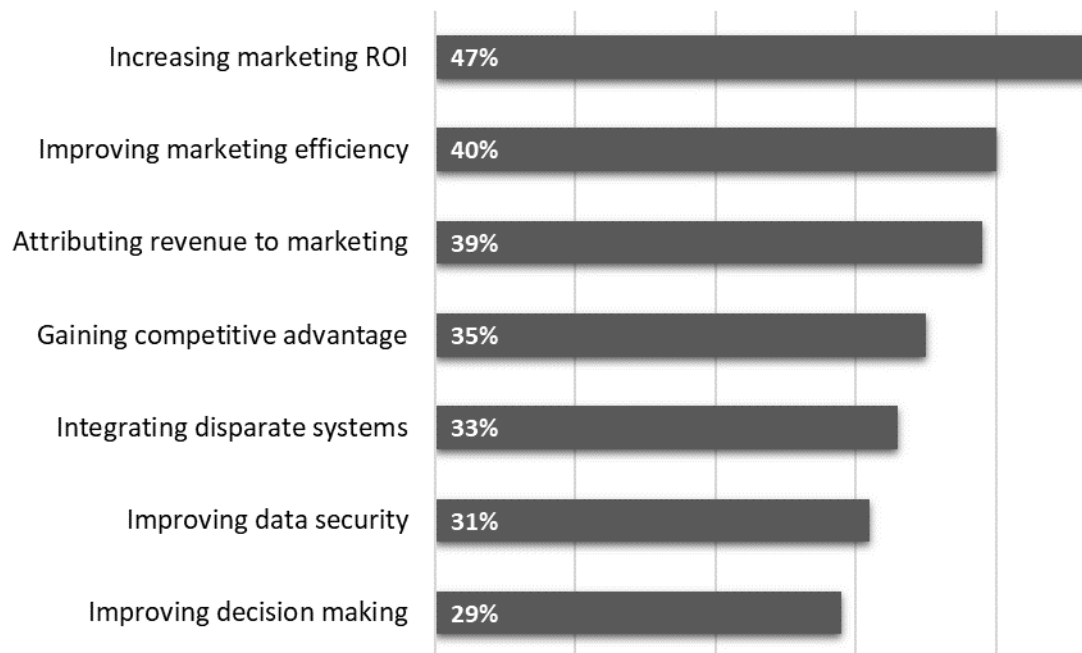 Increasing marketing ROI 47%
Improving marketing efficiency 40%
Attributing revenue to marketing 39%
Gaining competitive advantage 35%
Integrating disparate systems 33%
Improving data security 31%
Improving decision making 29%